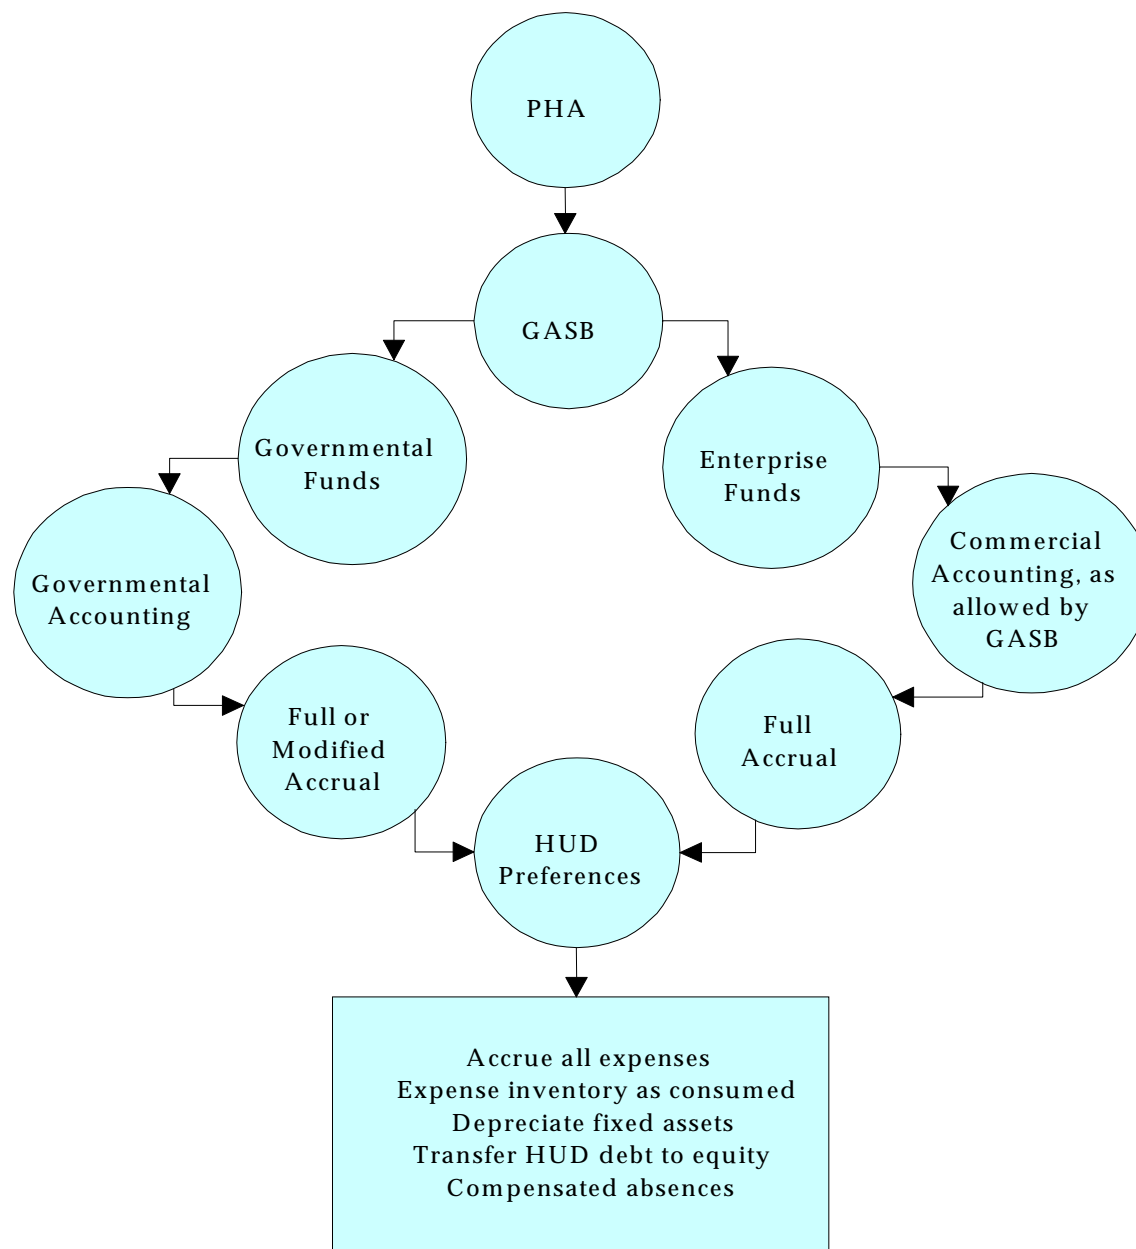 PHA
GASB
Governmental
Funds
Enterprise
Funds
Governmental
Accounting
Commercial
Accounting, as
allowed by
GASB
Full or
Modified
Accrual
Full
Accrual
HUD
Preferences
Accrue all expenses
Expense inventory as consumed
Depreciate fixed assets
Transfer HUD debt to equity
Compensated absences